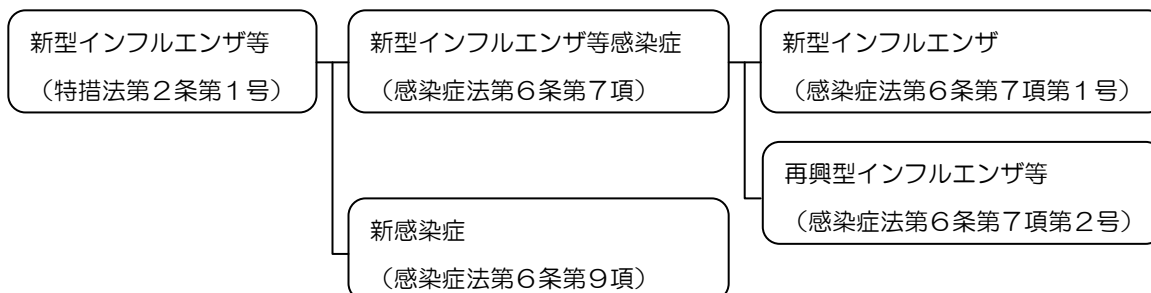 新型インフルエンザ等
（特措法第２条第１号）
新型インフルエンザ等感染症
（感染症法第６条第７項）
新型インフルエンザ
（感染症法第６条第７項第１号）
再興型インフルエンザ等
（感染症法第６条第７項第２号）
新感染症
（感染症法第６条第９項）